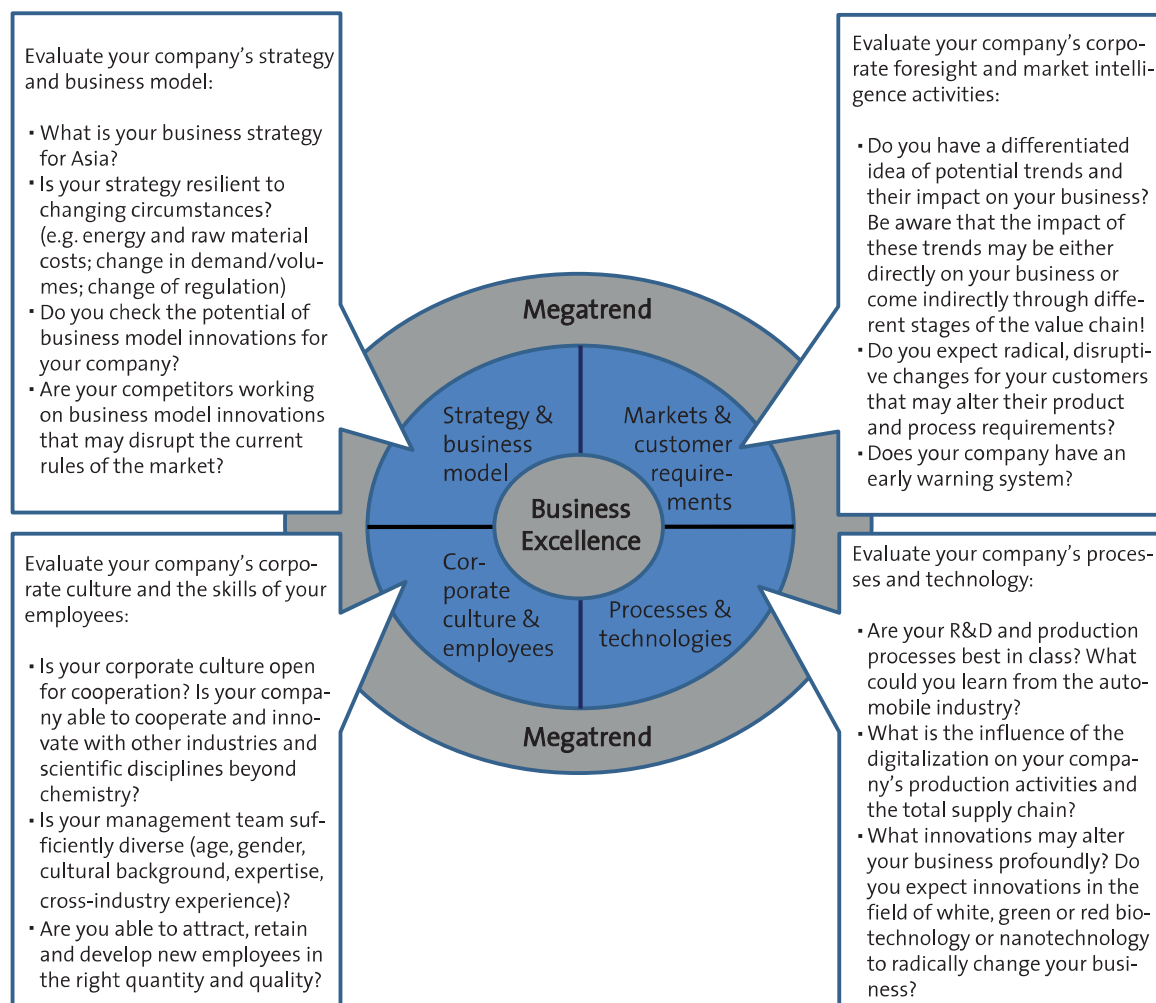 Evaluate your company's strategy
and business model:
• What is your business strategy
for Asia?
• Is your strategy resilient to
changing circumstances?
(e.g. energy and raw material
costs; change in demand/volu-
mes; change of regulation)
• Do you check the potential of
business model innovations for
your company?
• Are your competitors working
on business model innovations
that may disrupt the current
rules of the market?
Evaluate your company's corpo-
rate foresight and market intelli-
gence activities:
• Do you have a differentiated
idea of potential trends and
their impact on your business?
Be aware that the impact of
these trends may be either
directly on your business or
come indirectly through diffe-
rent stages of the value chain!
• Do you expect radical, disrupti-
ve changes for your customers
that may alter their product
and process requirements?
• Does your company have an
early warning system?
Megatrend
Strategy &
business
model
Markets &
customer
require-
ments
Business
Excellence
Cor-
porate
culture &
employees
Processes &
technologies
Megatrend
Evaluate your company's corpo-
rate culture and the skills of your
employees:
• Is your corporate culture open
for cooperation? Is your compa-
ny able to cooperate and inno-
vate with other industries and
scientific disciplines beyond
chemistry?
• Is your management team suf-
ficiently diverse (age, gender,
cultural background, expertise,
cross-industry experience)?
• Are you able to attract, retain
and develop new employees in
the right quantity and quality?
Evaluate your company's proces-
ses and technology:
• Are your R&D and production
processes best in class? What
could you learn from the auto-
mobile industry?
• What is the influence of the
digitalization on your compa-
ny's production activities and
the total supply chain?
• What innovations may alter
your business profoundly? Do
you expect innovations in the
field of white, green or red bio-
technology or nanotechnology
to radically change your busi-
ness?